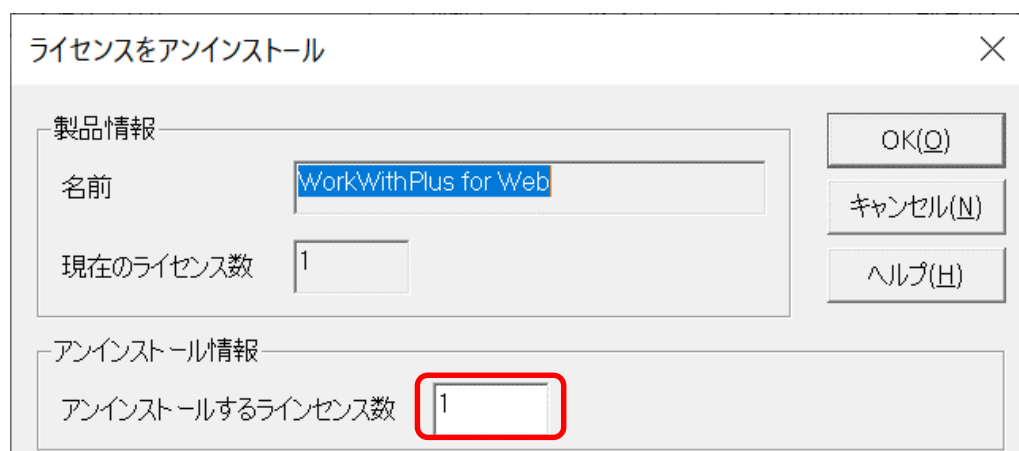 ライセンスをアンインストール
製品情報
名前
WorkWithPlus for Web
現在のライセンス数
1
OK(O)
キャンセル(N)
ヘルプ(H)
アンインストール情報
アンインストールするラインセンス数
1